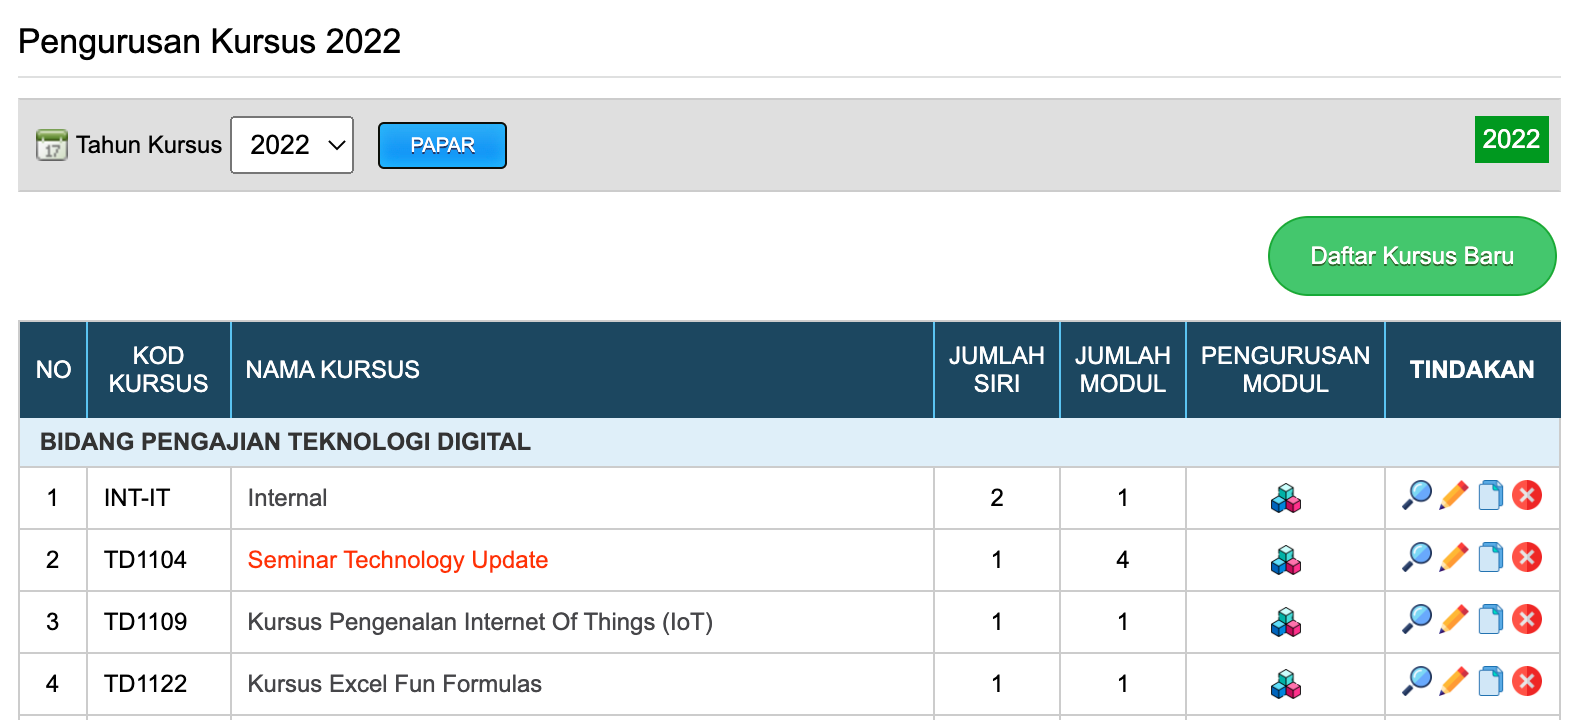 Pengurusan Kursus 2022
17 Tahun Kursus 2022 PAPAR 2022
Daftar Kursus Baru
NO KOD KURSUS NAMA KURSUS JUMLAH SIRI JUMLAH MODUL PENGURUSAN MODUL TINDAKAN
BIDANG PENGAJIAN TEKNOLOGI DIGITAL
1 INT-IT Internal 2 1
2 TD1104 Seminar Technology Update 1 4
3 TD1109 Kursus Pengenalan Internet Of Things (IoT) 1 1
4 TD1122 Kursus Excel Fun Formulas 1 1